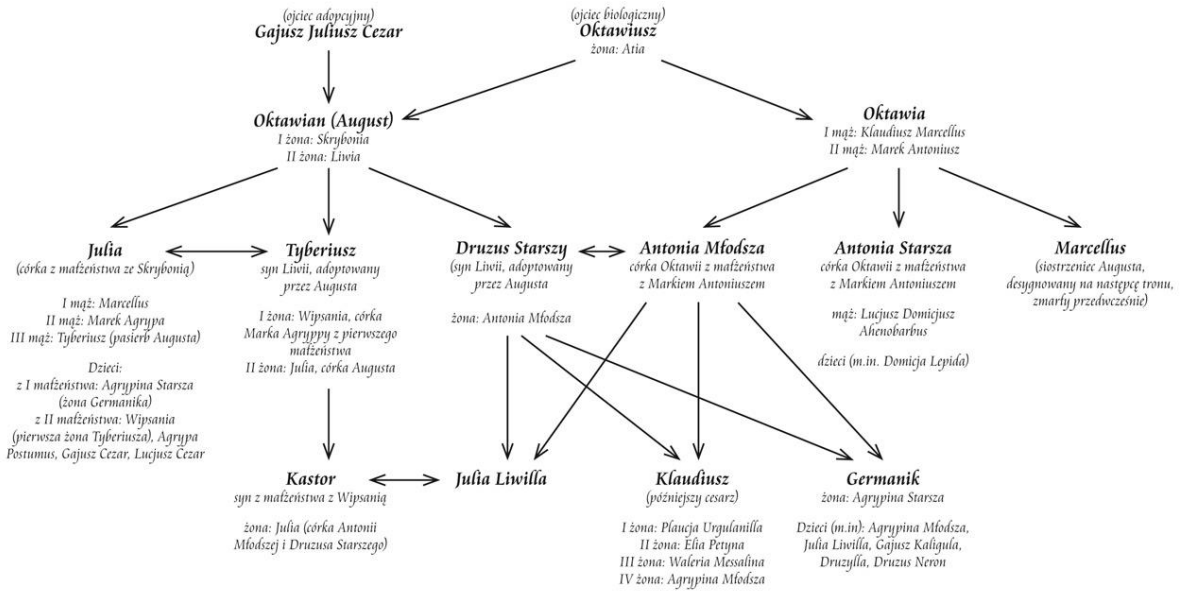 (ojciec adopcyjny)
Gajusz Juliusz Cezar
(ojciec biologiczny)
Oktawiusz
żona: Atia
Oktawian (August)
I żona: Skrybonia
II żona: Liwia
Oktawia
I mąż: Klaudiusz Marcellus
II mąż: Marek Antoniusz
Julia
(córka z małżeństwa ze Skrybonią)
I mąż: Marcellus
II mąż: Marek Agrypa
III mąż: Tyberiusz (pasierb Augusta)
Dzieci:
z I małżeństwa: Agrypina Starsza
(żona Germanika)
z II małżeństwa: Wipsania
(pierwsza żona Tyberiusza), Agrypa
Postumus, Gajusz Cezar, Lucjusz Cezar
Tyberiusz
syn Liwii, adoptowany
przez Augusta
I żona: Wipsania, córka
Marka Agryppy z pierwszego
małżeństwa
II żona: Julia, córka Augusta
Druzus Starszy
(syn Liwii, adoptowany
przez Augusta)
żona: Antonia Młodsza
Antonia Młodsza
córka Oktawii z małżeństwa
z Markiem Antoniuszem
Antonia Starsza
córka Oktawii z małżeństwa
z Markiem Antoniuszem
mąż: Lucjusz Domicjusz
Ahenobarbus
dzieci (m.in. Domicja Lepida)
Marcellus
(siostrzeniec Augusta,
desygnowany na następcę tronu,
zmarły przedwcześnie)
Kastor
syn z małżeństwa z Wipsanią
żona: Julia (córka Antonii
Młodszej i Druzusa Starszego)
Julia Liwilla
Klaudiusz
(późniejszy cesarz)
I żona: Plaucja Urgulanilla
II żona: Elia Petyna
III żona: Waleria Messalina
IV żona: Agrypina Młodsza
Germanik
żona: Agrypina Starsza
Dzieci (m.in): Agrypina Młodsza,
Julia Liwilla, Gajusz Kaligula,
Druzylla, Druzus Neron